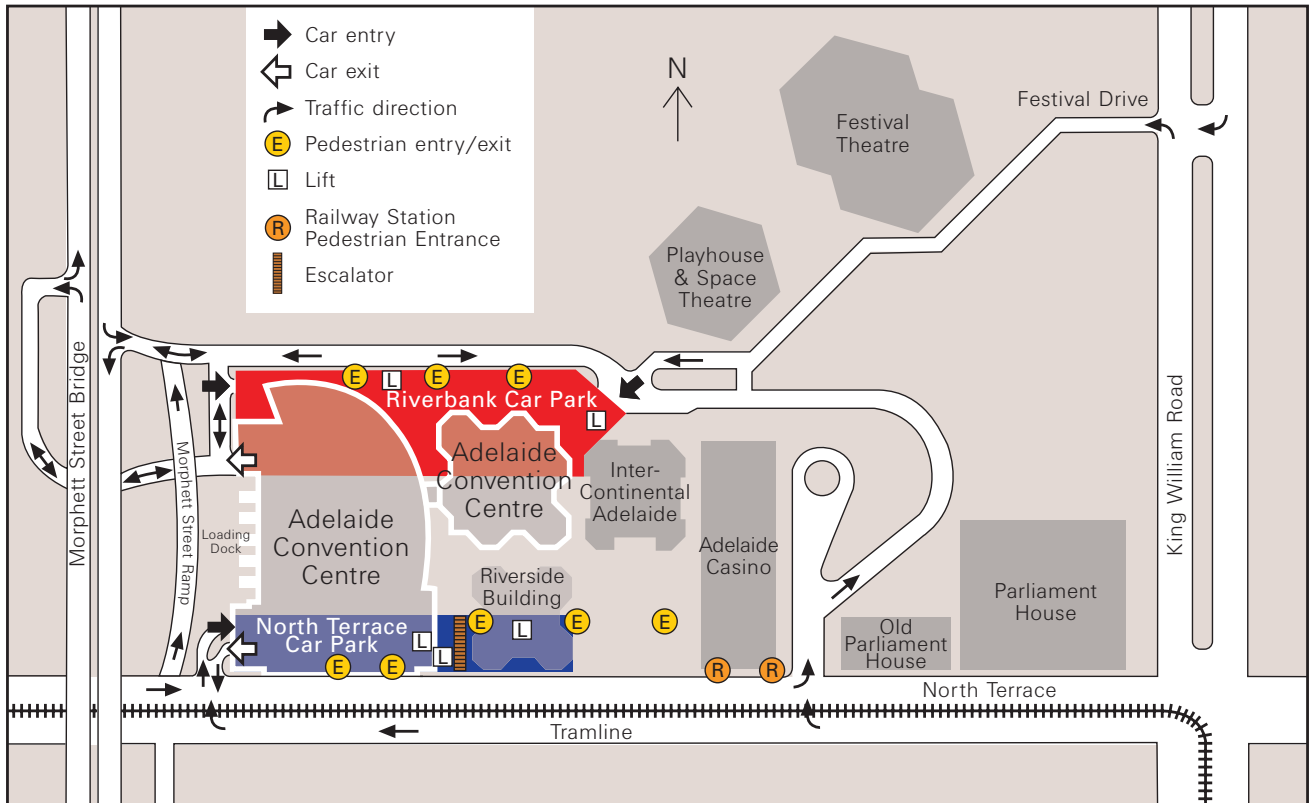 Car entry
Car exit
Traffic direction
E Pedestrian entry/exit
L Lift
R Railway Station
Pedestrian Entrance
Escalator
N
Festival Drive
Festival
Theatre
Playhouse
& Space
Theatre
Morphett Street Bridge
King William Road
E
L
E
E
Riverbank Car Park
L
Morphett Street Ramp
Adelaide
Convention
Centre
Inter-
Continental
Adelaide
Loading
Dock
Adelaide
Convention
Centre
Adelaide
Casino
Riverside
Building
Parliament
House
North Terrace
Car Park
L
L
E
L
E
E
Old
Parliament
House
E
E
R
R
North Terrace
Tramline